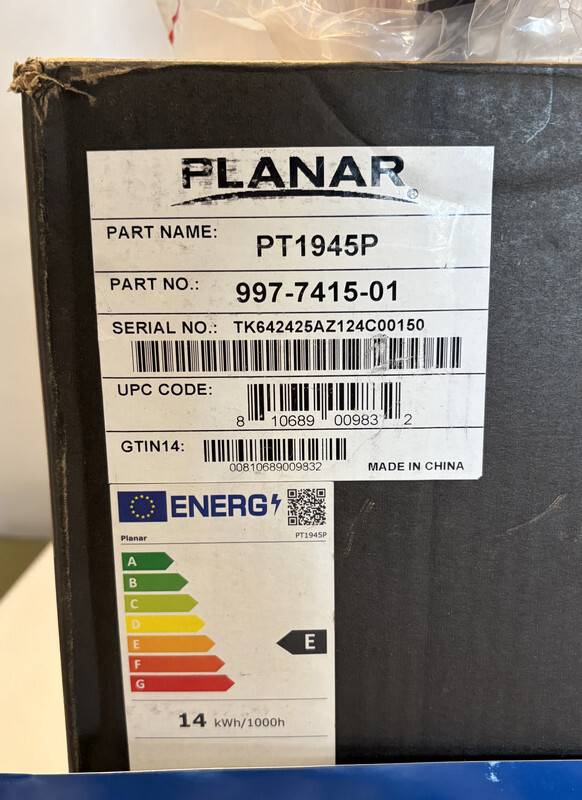 PLANAR®
PART NAME: PT1945P
PART NO.: 997-7415-01
SERIAL NO.: TK642425AZ124C00150
UPC CODE:
8 10689 00983 2
GTIN14:
00810689009832
MADE IN CHINA
ENERG
Planar PT1945P
A
B
C
D
E E
F
G
14 kWh/1000h